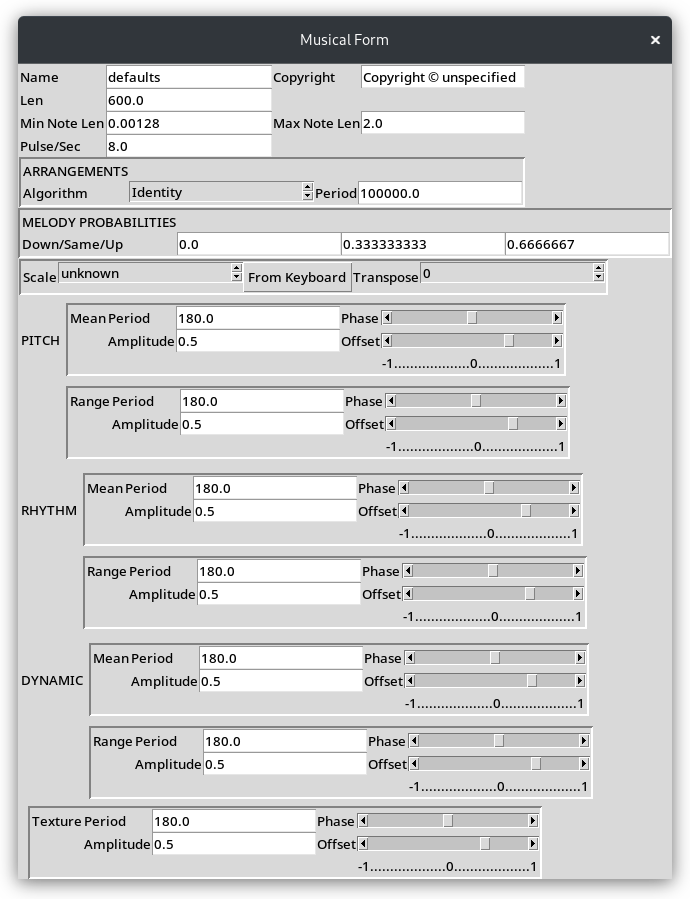 Musical Form ×
Name defaults Copyright Copyright © unspecified
Len 600.0
Min Note Len 0.00128 Max Note Len 2.0
Pulse/Sec 8.0
ARRANGEMENTS
Algorithm Identity Period 100000.0
MELODY PROBABILITIES
Down/Same/Up 0.0 0.333333333 0.6666667
Scale unknown From Keyboard Transpose 0
Mean Period 180.0 Phase
PITCH Amplitude 0.5 Offset
-1..................0...................1
Range Period 180.0 Phase
Amplitude 0.5 Offset
-1..................0...................1
Mean Period 180.0 Phase
RHYTHM Amplitude 0.5 Offset
-1..................0...................1
Range Period 180.0 Phase
Amplitude 0.5 Offset
-1..................0...................1
Mean Period 180.0 Phase
DYNAMIC Amplitude 0.5 Offset
-1..................0...................1
Range Period 180.0 Phase
Amplitude 0.5 Offset
-1..................0...................1
Texture Period 180.0 Phase
Amplitude 0.5 Offset
-1..................0...................1